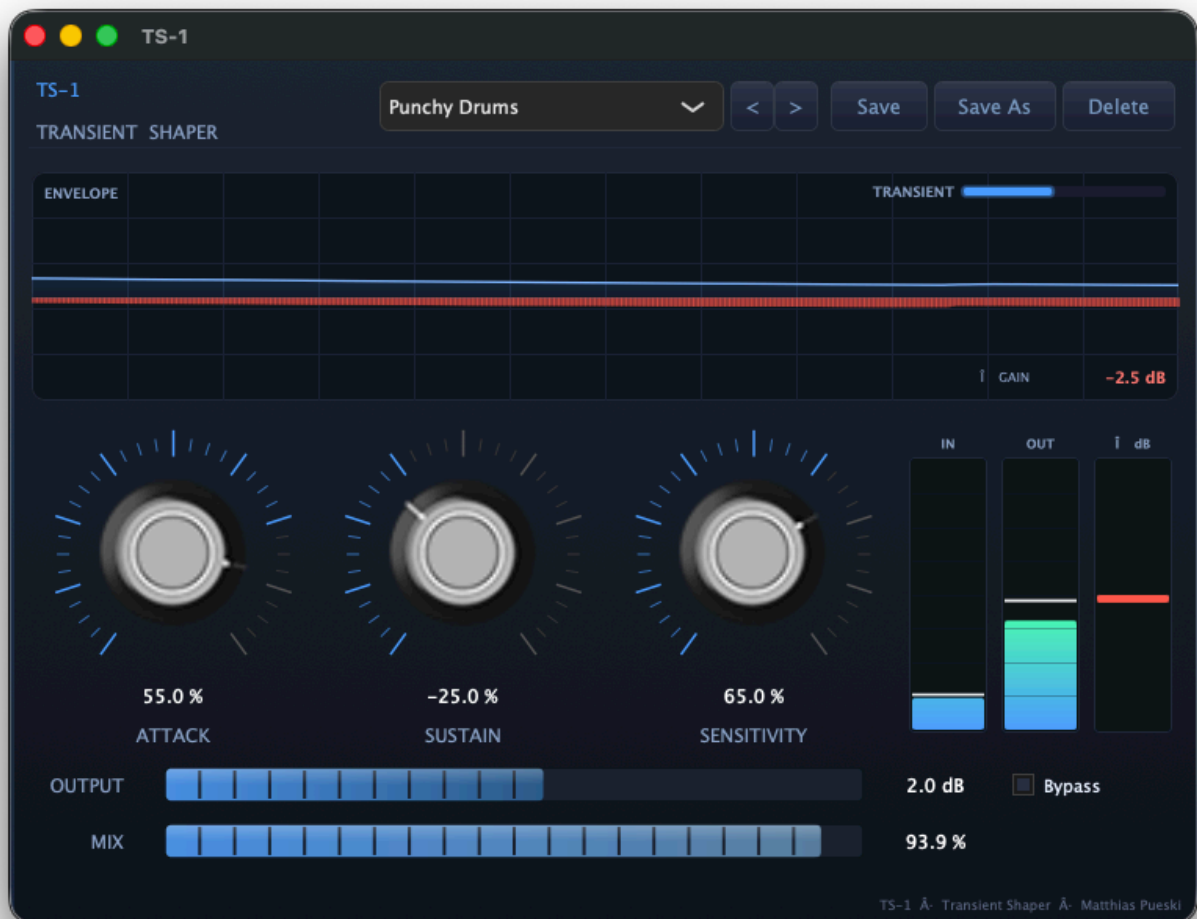 TS-1
TS-1
TRANSIENT SHAPER
Punchy Drums
< >
Save
Save As
Delete
ENVELOPE
TRANSIENT
Î GAIN
-2.5 dB
IN
OUT
Î dB
55.0 %
-25.0 %
65.0 %
ATTACK
SUSTAIN
SENSITIVITY
OUTPUT
2.0 dB
Bypass
MIX
93.9 %
TS-1 Â· Transient Shaper Â· Matthias Pueski